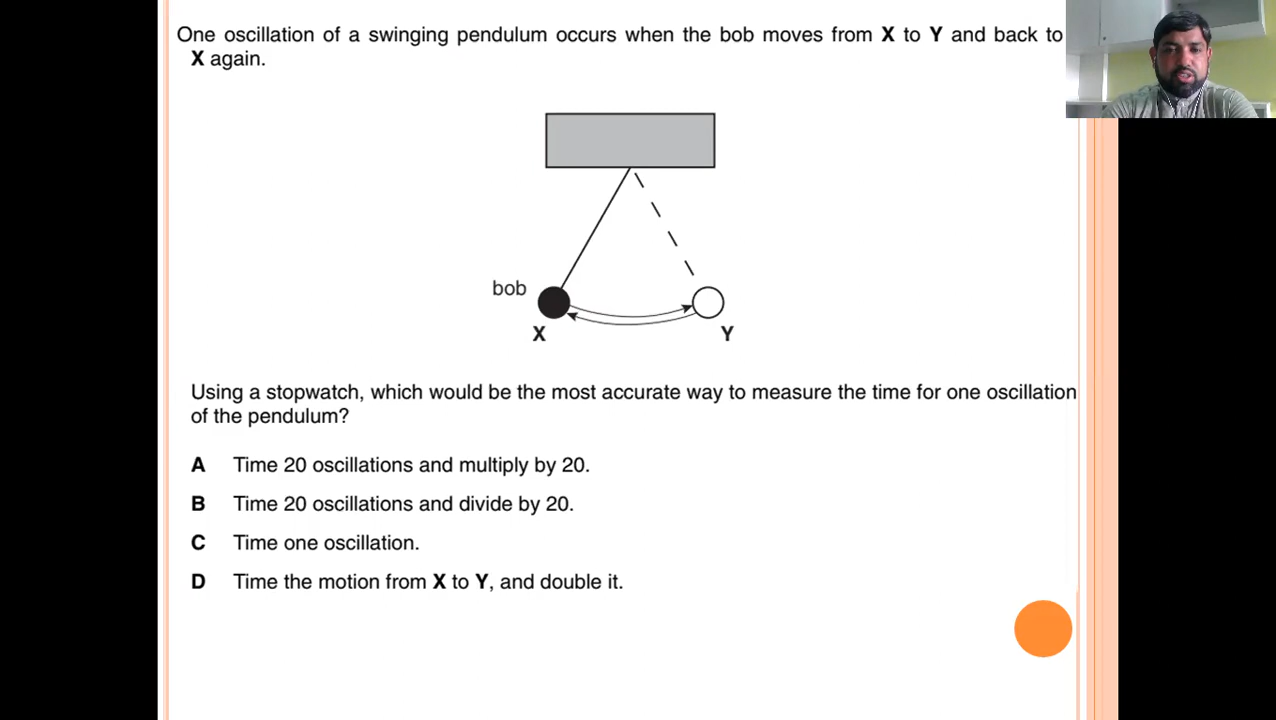 One oscillation of a swinging pendulum occurs when the bob moves from X to Y and back to
X again.
bob
X
Y
Using a stopwatch, which would be the most accurate way to measure the time for one oscillation
of the pendulum?
A Time 20 oscillations and multiply by 20.
B Time 20 oscillations and divide by 20.
C Time one oscillation.
D Time the motion from X to Y, and double it.